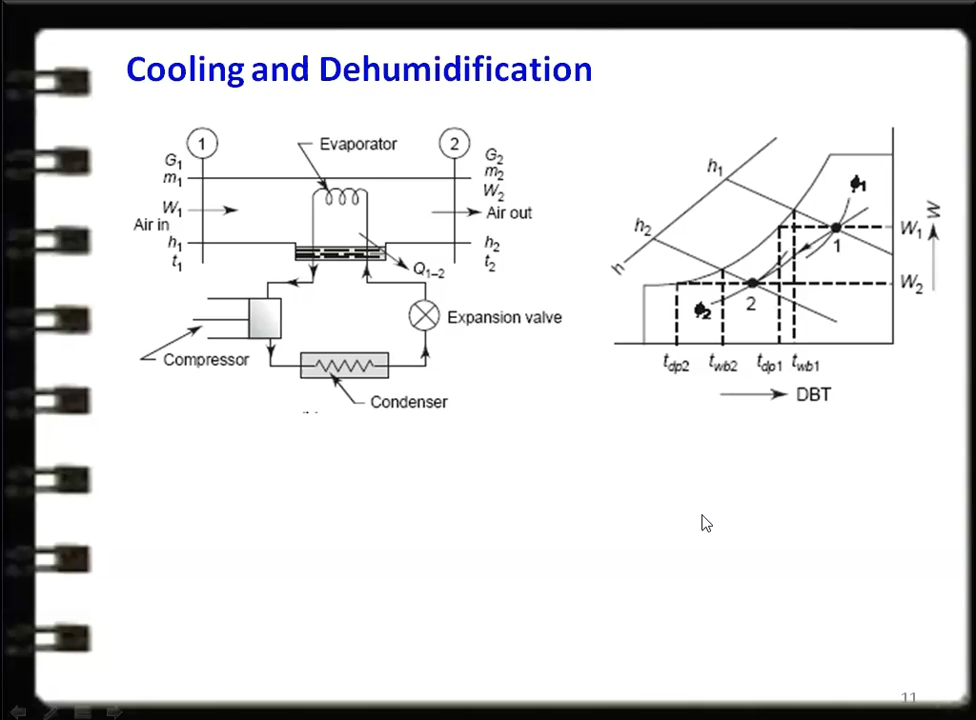 Cooling and Dehumidification
1
Evaporator
2
G1
m1
W1
Air in
h1
t1
G2
m2
W2
Air out
h2
t2
Q1–2
Expansion valve
Compressor
Condenser
h1
h2
h
ϕ1
1
W
W1
W2
ϕ2
2
tdp2 twb2 tdp1 twb1
DBT
11